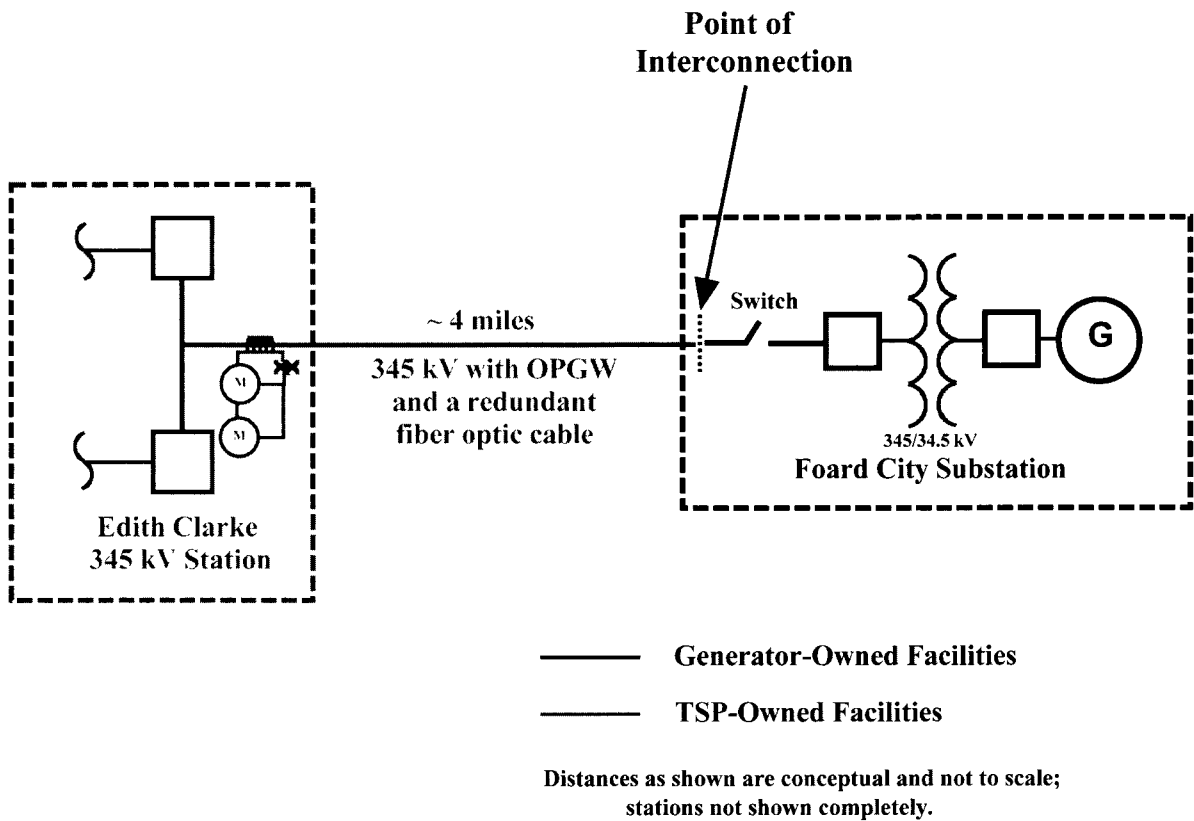 Point of
Interconnection
Switch
~ 4 miles
345 kV with OPGW
and a redundant
fiber optic cable
M
M
G
345/34.5 kV
Foard City Substation
Edith Clarke
345 kV Station
Generator-Owned Facilities
TSP-Owned Facilities
Distances as shown are conceptual and not to scale;
stations not shown completely.